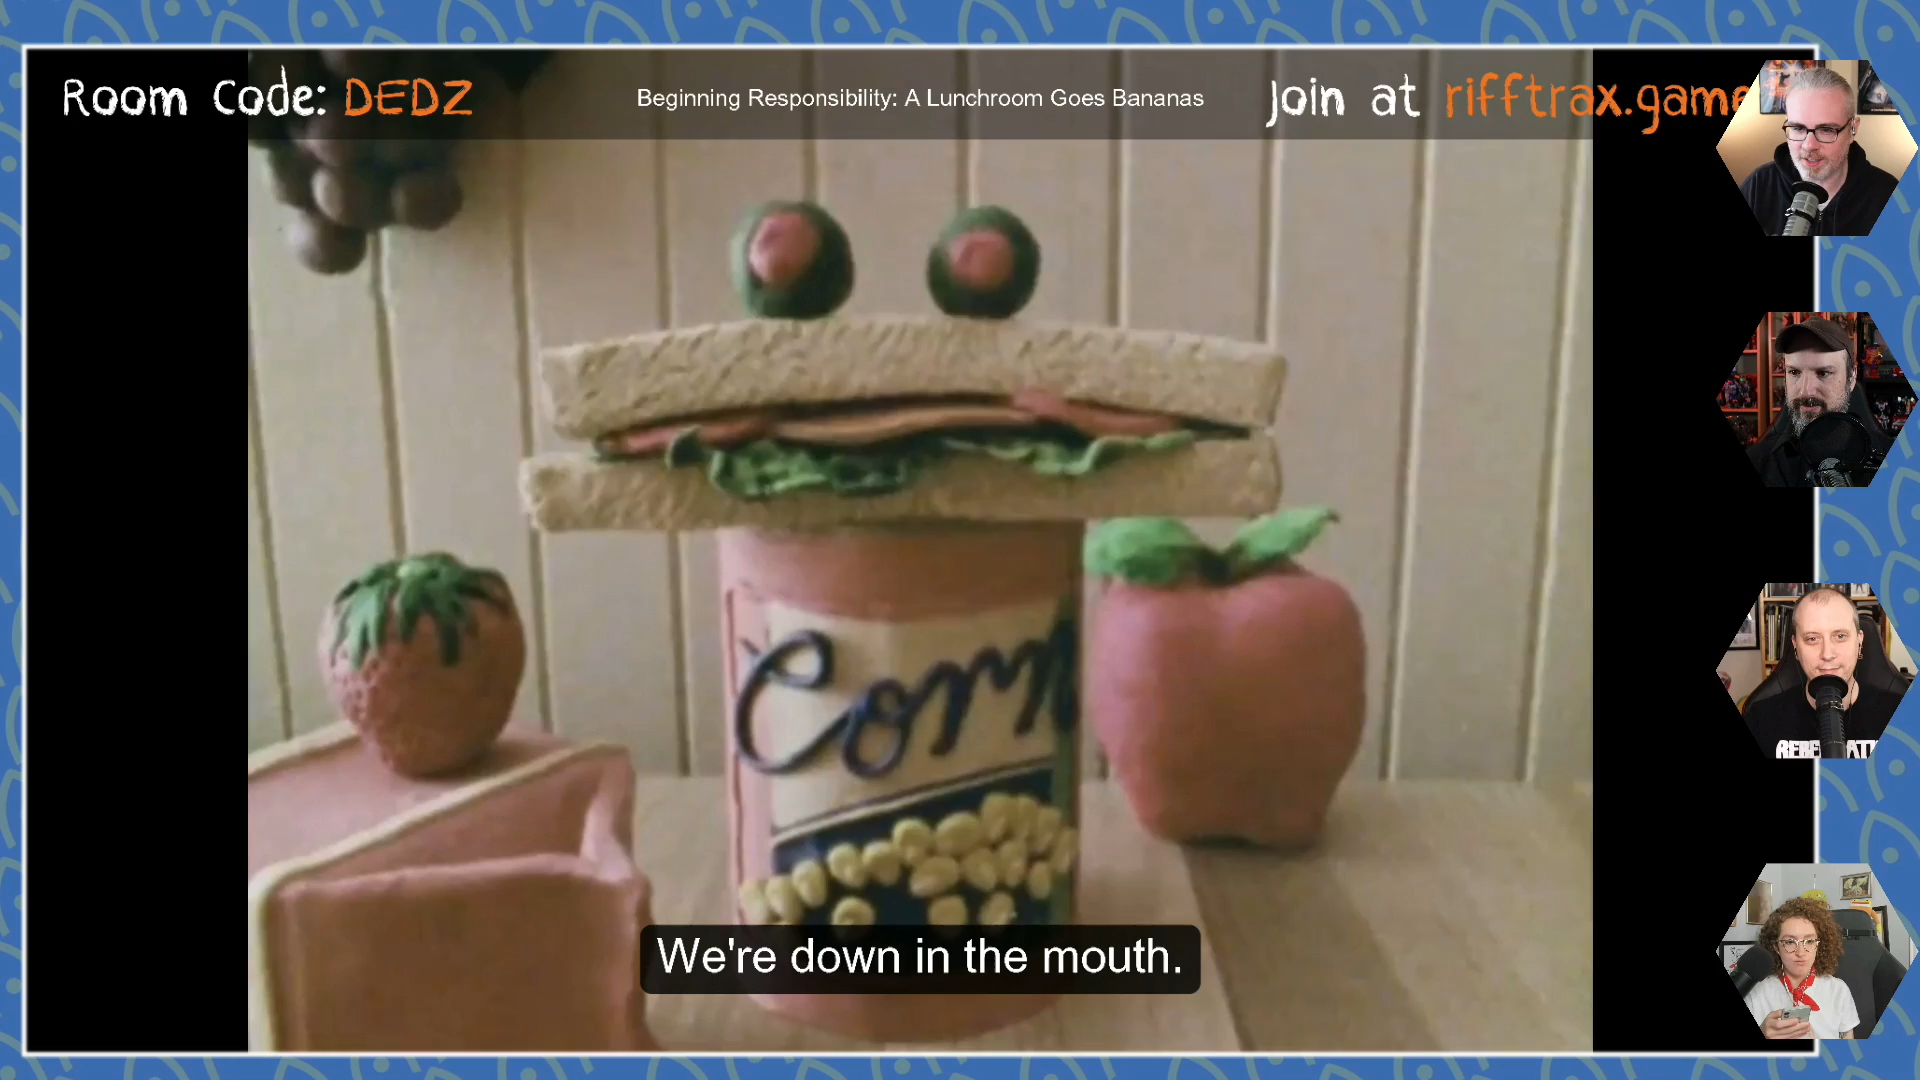 Room Code: DEDZ
Beginning Responsibility: A Lunchroom Goes Bananas
Join at rifftrax.game
Corn
We're down in the mouth.